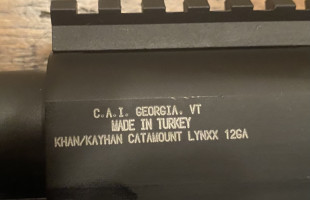 C.A.I. GEORGIA, VT
MADE IN TURKEY
KHAN/KAYHAN CATAMOUNT LYNXX 12GA